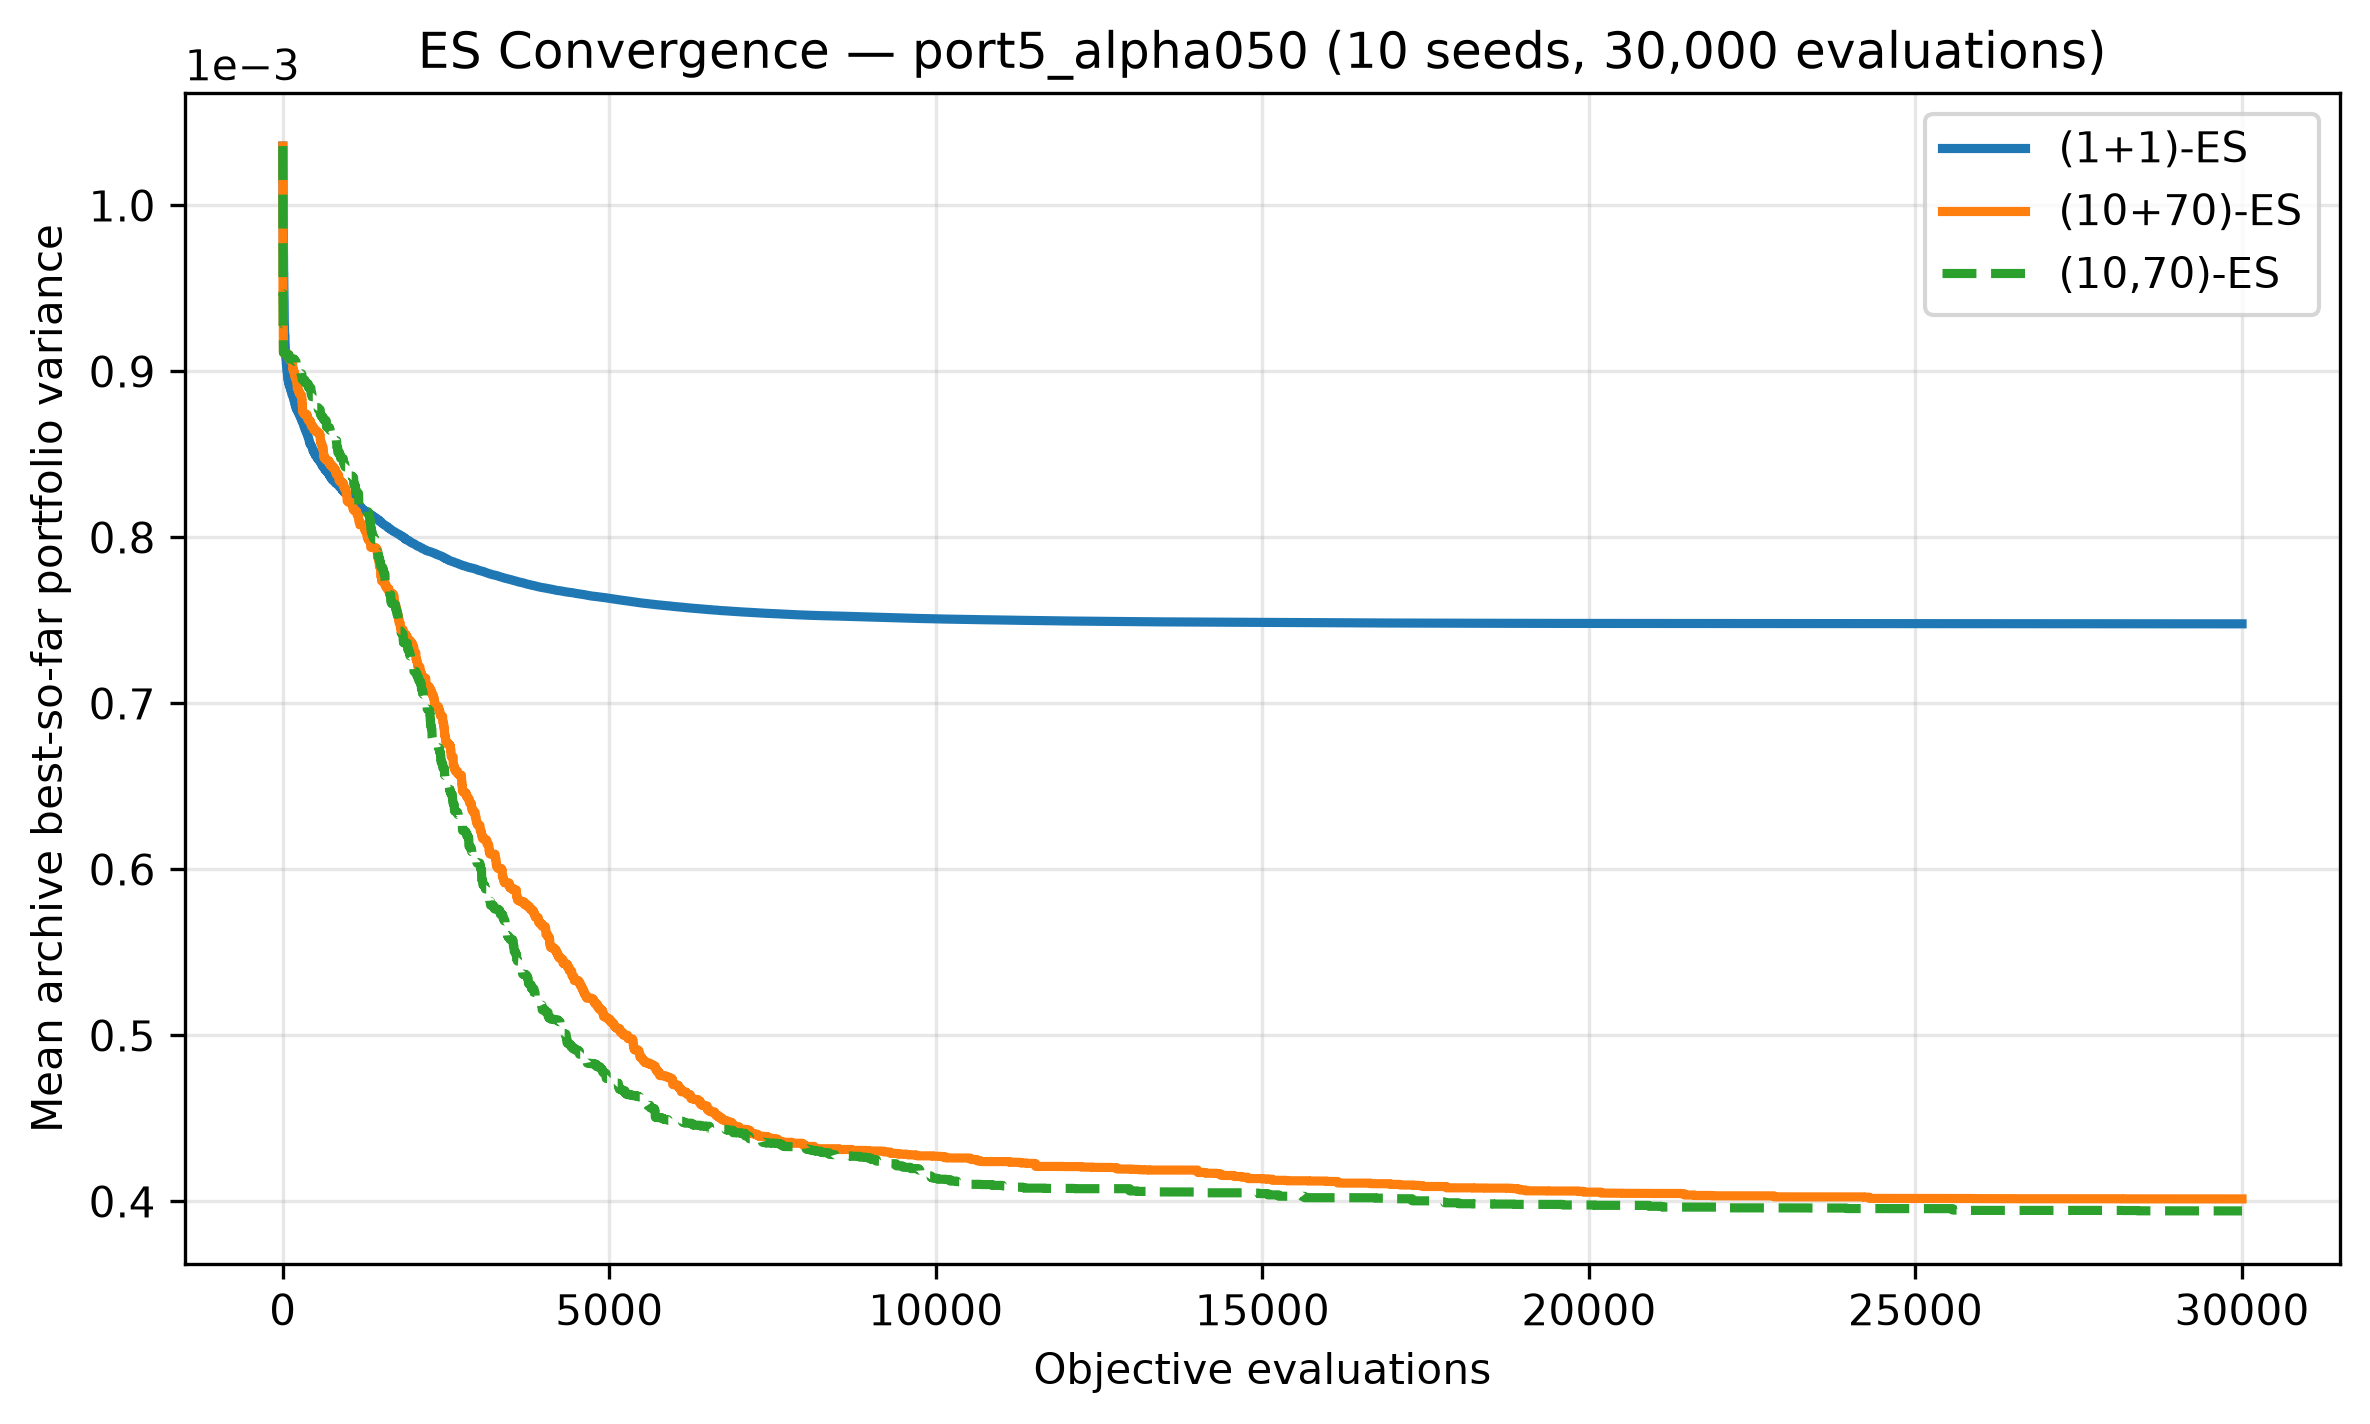 ES Convergence — port5_alpha050 (10 seeds, 30,000 evaluations)
1e−3
(1+1)-ES
(10+70)-ES
(10,70)-ES
Mean archive best-so-far portfolio variance
1.0
0.9
0.8
0.7
0.6
0.5
0.4
0
5000
10000
15000
20000
25000
30000
Objective evaluations